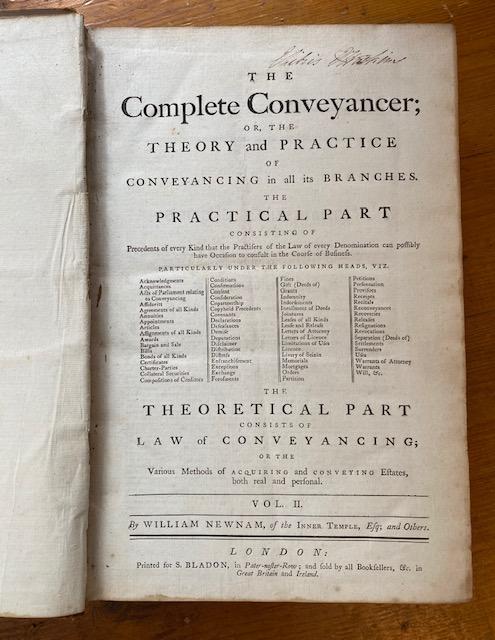 THE
Complete Conveyancer;
OR, THE
THEORY and PRACTICE
OF
CONVEYANCING in all its BRANCHES.
THE
PRACTICAL PART
CONSISTING OF
Precedents of every Kind that the Practisers of the Law of every Denomination can possibly
have Occasion to consult in the Course of Business.
PARTICULARLY UNDER THE FOLLOWING HEADS, VIZ.
Acknowledgments
Acquittances
Acts of Parliament relating
to Conveyancing
Affidavits
Agreements of all Kinds
Annuities
Appointments
Articles
Assignments of all Kinds
Awards
Bargain and Sale
Bills
Bonds of all Kinds
Certificates
Charter-Parties
Collateral Securities
Compositions of Creditors
Conditions
Confirmations
Consent
Consideration
Copartnership
Copyhold Precedents
Covenants
Declarations
Defeasances
Demise
Deputations
Disclaimer
Distribution
Distress
Enfranchisement
Exceptions
Exchange
Feoffments
Fines
Gift (Deeds of)
Grants
Indemnity
Indorsements
Jointures
Leases of all Kinds
Lease and Release
Letters of Attorney
Letters of Licence
Limitations of Uses
Livery of Seisin
Memorials
Mortgages
Orders
Partition
Petitions
Presentation
Provisoes
Receipts
Recitals
Reconveyances
Recoveries
Releases
Resignations
Revocations
Separation (Deeds of)
Settlements
Surrenders
Uses
Warrants of Attorney
Warrants
Will, &c.
THE
THEORETICAL PART
CONSISTS OF
LAW of CONVEYANCING;
OR THE
Various Methods of ACQUIRING and CONVEYING Estates,
both real and personal.
VOL. II.
By WILLIAM NEWNAM, of the INNER TEMPLE, Esq; and Others.
LONDON:
Printed for S. BLADON, in Pater-noster-Row; and sold by all Booksellers, &c. in
Great Britain and Ireland.